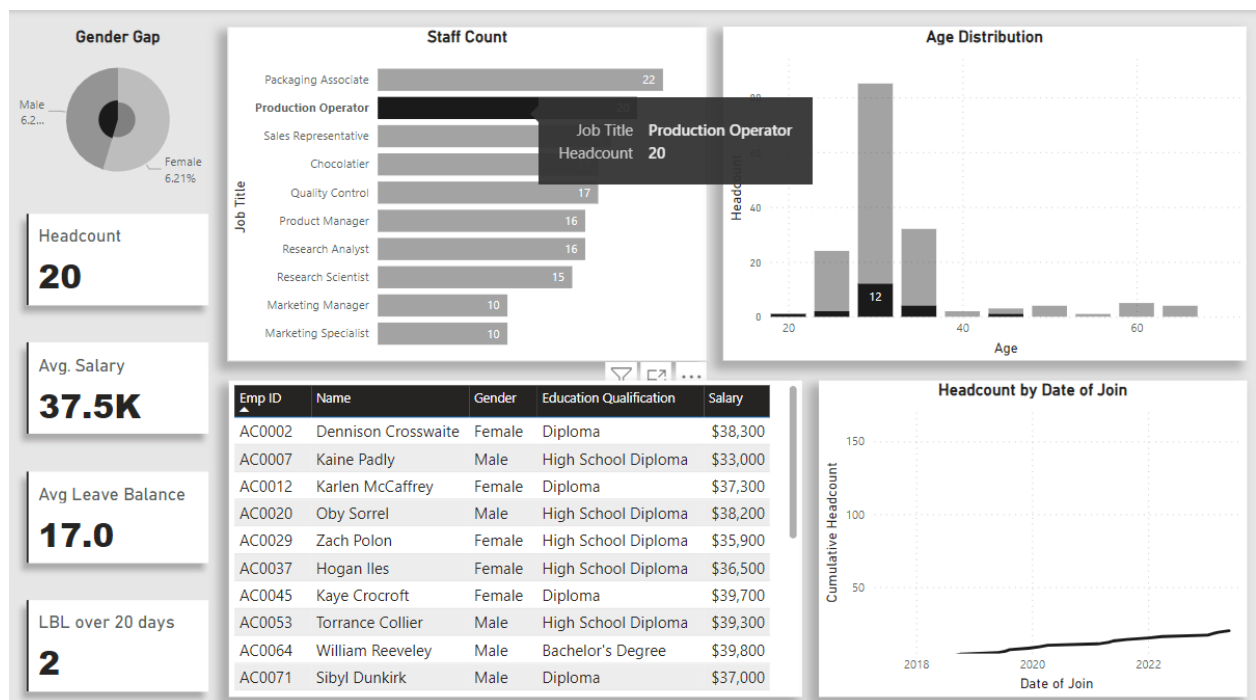 Gender Gap
Male
6.2...
Female
6.21%
Headcount
20
Avg. Salary
37.5K
Avg Leave Balance
17.0
LBL over 20 days
2
Staff Count
Job Title
Packaging Associate 22
Production Operator
Sales Representative
Chocolatier
Quality Control 17
Product Manager 16
Research Analyst 16
Research Scientist 15
Marketing Manager 10
Marketing Specialist 10
Job Title Production Operator
Headcount 20
Age Distribution
Headcount
40
20
0
12
20 40 60
Age
Emp ID Name Gender Education Qualification Salary
AC0002 Dennison Crosswaite Female Diploma $38,300
AC0007 Kaine Padly Male High School Diploma $33,000
AC0012 Karlen McCaffrey Female Diploma $37,300
AC0020 Oby Sorrel Male High School Diploma $38,200
AC0029 Zach Polon Female High School Diploma $35,900
AC0037 Hogan Iles Female High School Diploma $36,500
AC0045 Kaye Crocroft Female Diploma $39,700
AC0053 Torrance Collier Male High School Diploma $39,300
AC0064 William Reeveley Male Bachelor's Degree $39,800
AC0071 Sibyl Dunkirk Male Diploma $37,000
Headcount by Date of Join
Cumulative Headcount
150
100
50
2018 2020 2022
Date of Join